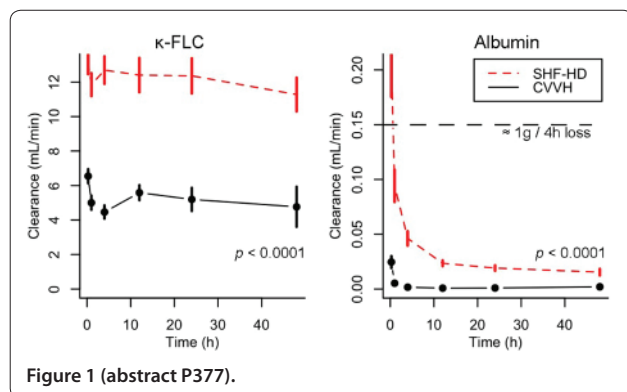 κ-FLC
Clearance (mL/min)
12
10
8
6
4
2
0
p < 0.0001
0 10 20 30 40
Time (h)
Albumin
Clearance (mL/min)
0.20
0.15
0.10
0.05
0.00
SHF-HD
CVVH
≈ 1g / 4h loss
p < 0.0001
0 10 20 30 40
Time (h)
Figure 1 (abstract P377).